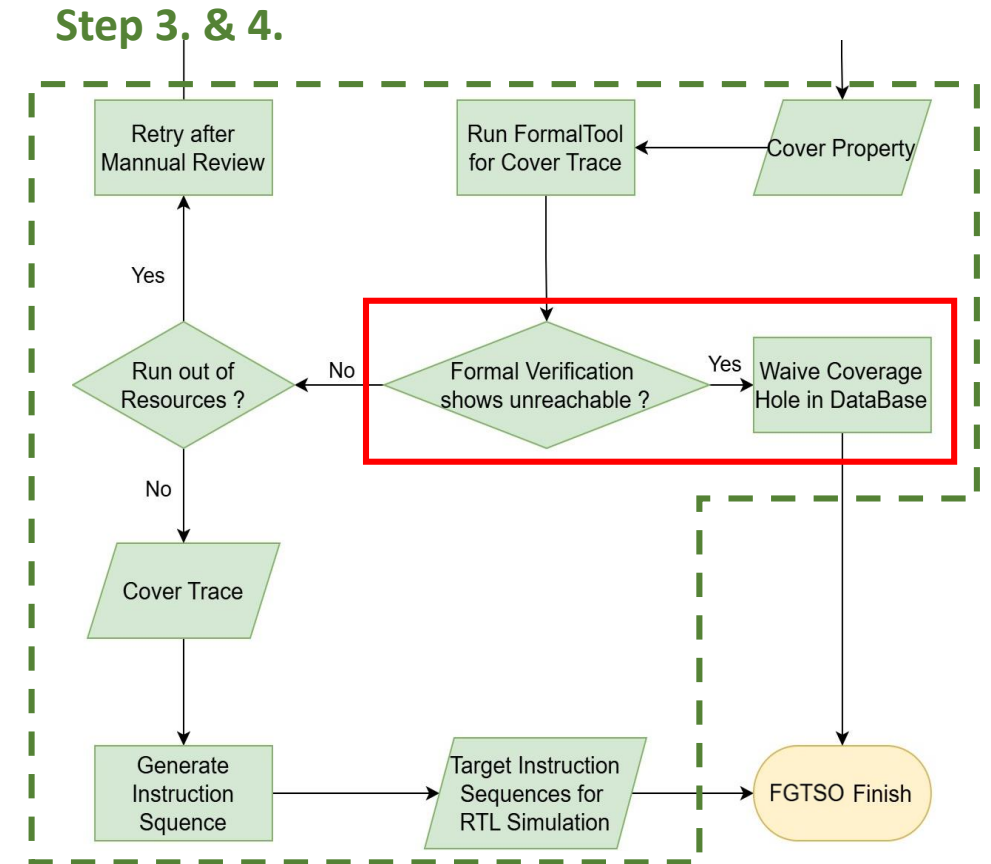 Step 3. & 4.
Retry after
Mannual Review
Run FormalTool
for Cover Trace
Cover Property
Yes
Run out of
Resources ?
No
Formal Verification
shows unreachable ?
Yes
Waive Coverage
Hole in DataBase
No
Cover Trace
Generate
Instruction
Squence
Target Instruction
Sequences for
RTL Simulation
FGTSO Finish